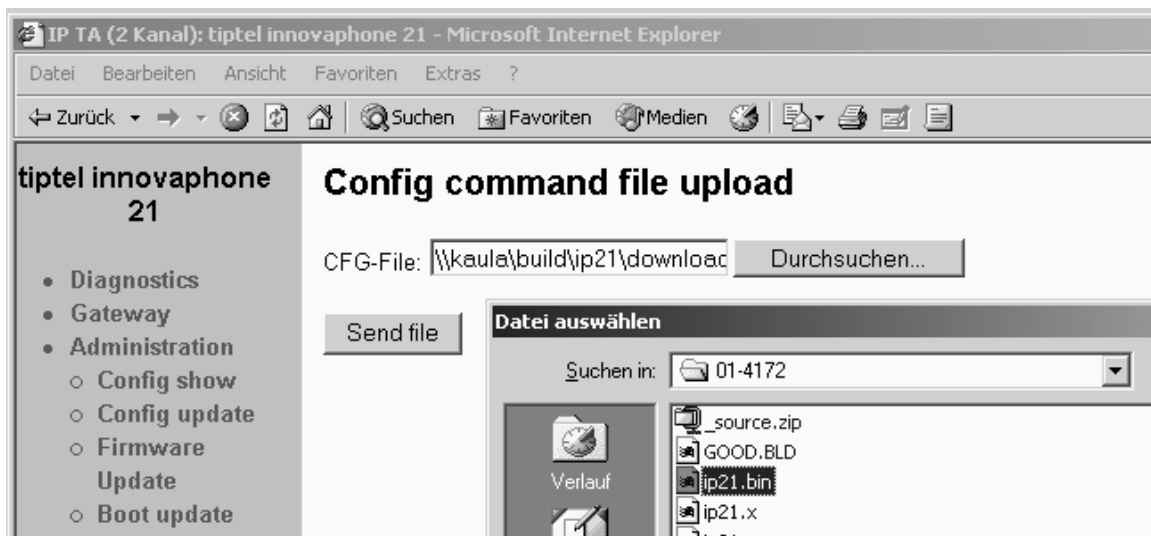 IP TA (2 Kanal): tiptel innovaphone 21 - Microsoft Internet Explorer
Datei Bearbeiten Ansicht Favoriten Extras ?
Zurück Suchen Favoriten Medien
tiptel innovaphone
21
Diagnostics
Gateway
Administration
Config show
Config update
Firmware
Update
Boot update
Config command file upload
CFG-File: \\kaula\build\ip21\download Durchsuchen...
Send file
Datei auswählen
Suchen in: 01-4172
Verlauf
_source.zip
GOOD.BLD
ip21.bin
ip21.x